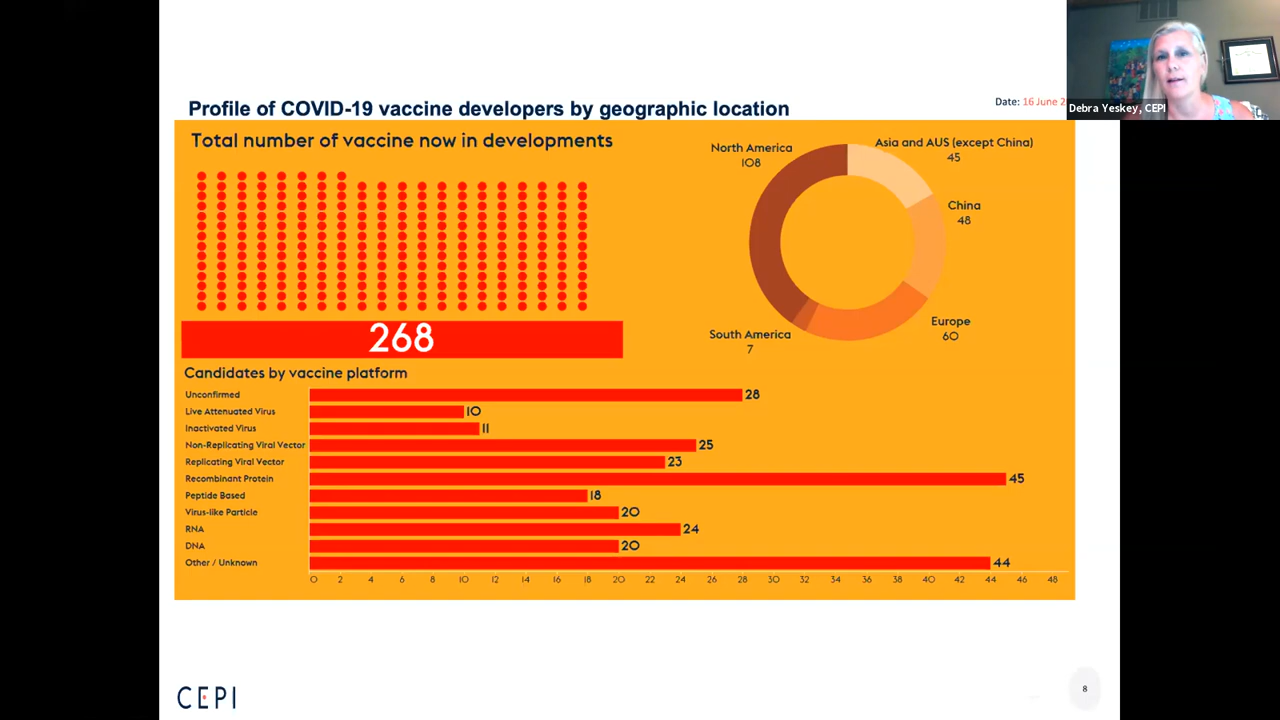 Profile of COVID-19 vaccine developers by geographic location
Date: 16 June 2
Debra Yeskey, CEPI
Total number of vaccine now in developments
268
North America
108
Asia and AUS (except China)
45
China
48
Europe
60
South America
7
Candidates by vaccine platform
Unconfirmed 28
Live Attenuated Virus 10
Inactivated Virus 11
Non-Replicating Viral Vector 25
Replicating Viral Vector 23
Recombinant Protein 45
Peptide Based 18
Virus-like Particle 20
RNA 24
DNA 20
Other / Unknown 44
0 2 4 6 8 10 12 14 16 18 20 22 24 26 28 30 32 34 36 38 40 42 44 46 48
CEPI
8